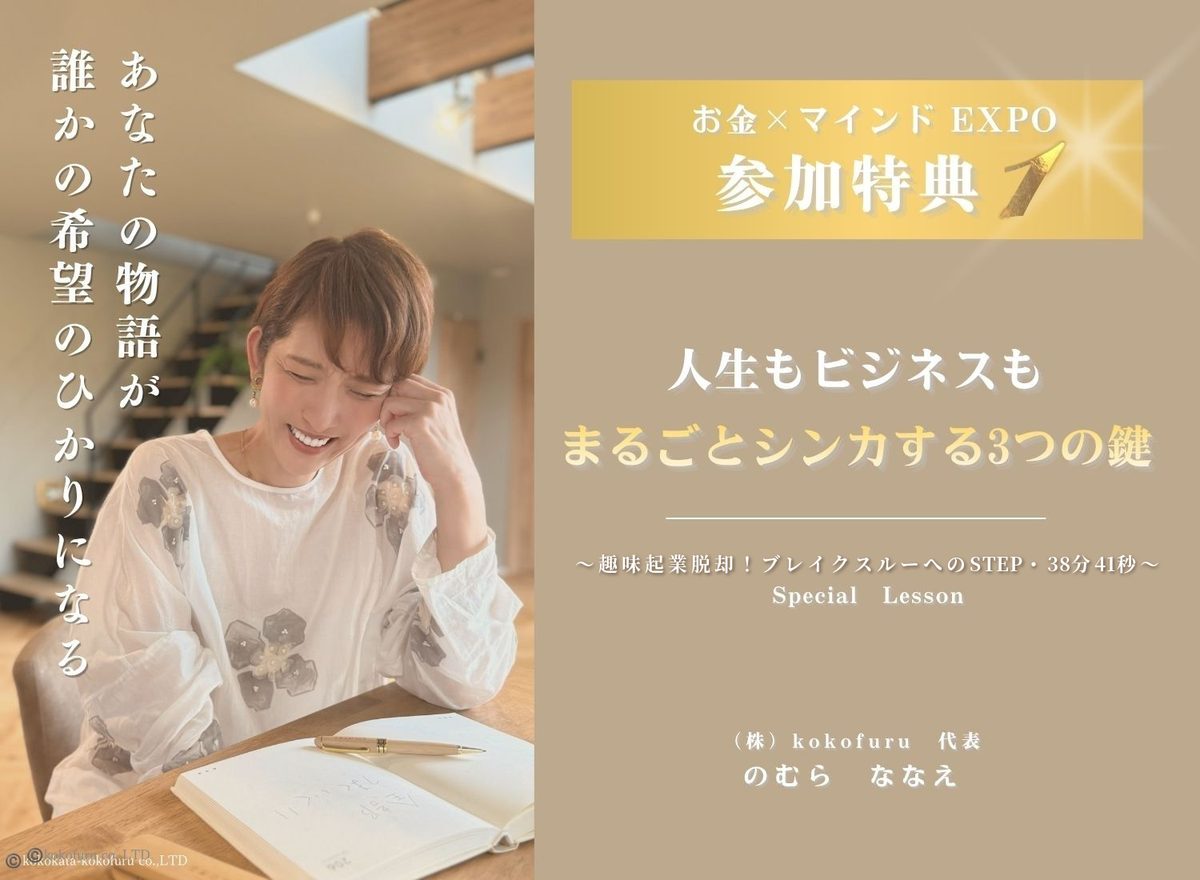 あなたの物語が
誰かの希望のひかりになる
お金×マインド EXPO
参加特典 1
人生もビジネスも
まるごとシンカする3つの鍵
～趣味起業脱却！ブレイクスルーへのSTEP・38分41秒～
Special Lesson
（株）kokofuru 代表
のむら ななえ
©kokokata-kokofuru co.,LTD